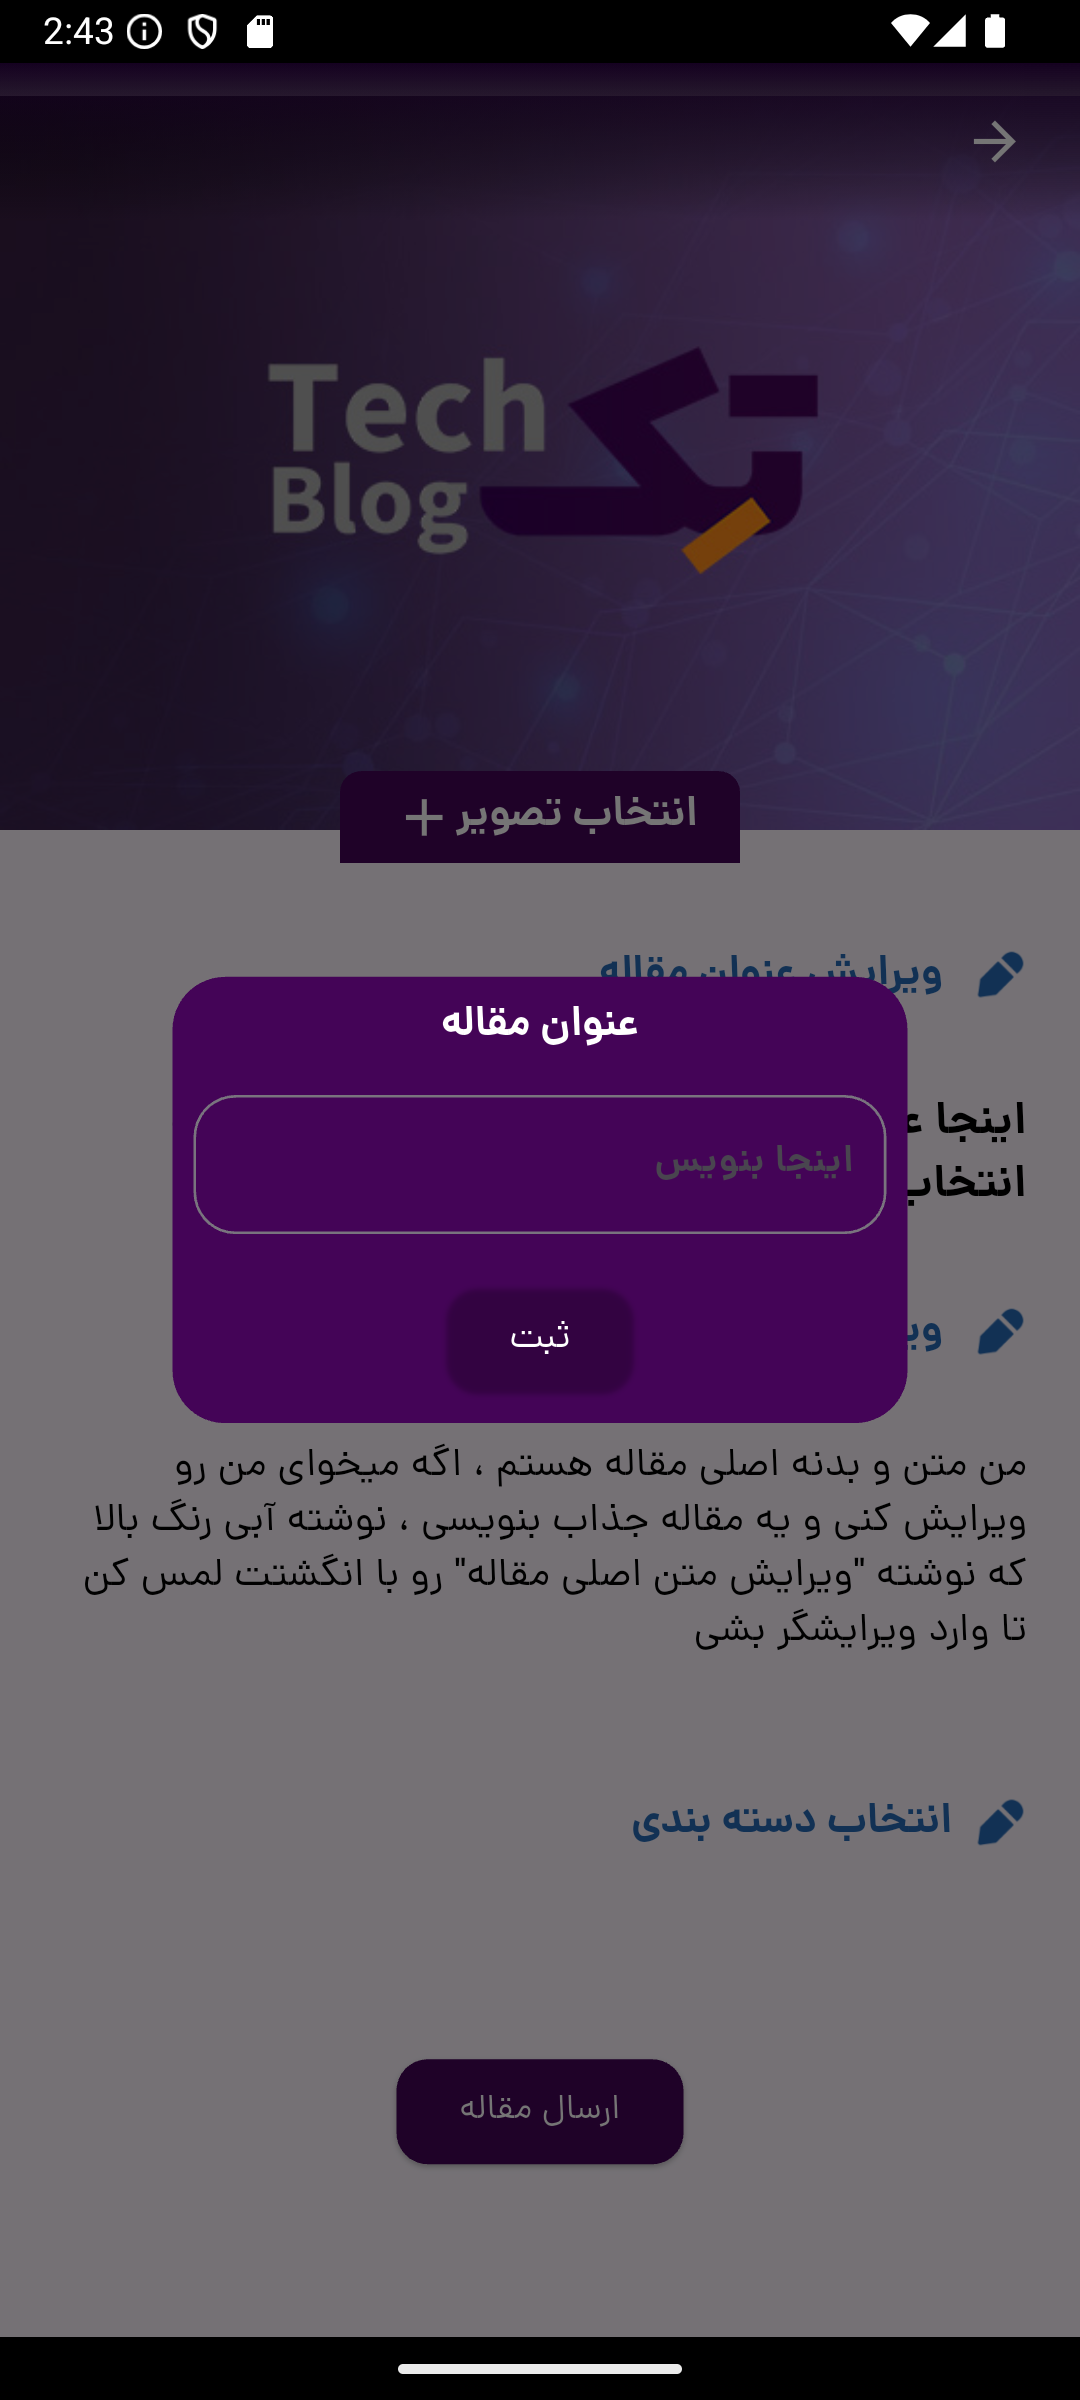 2:43
Tech
Blog
تک
انتخاب تصویر +
ویرایش عنوان مقاله
عنوان مقاله
اینجا
انتخاب
اینجا بنویس
ثبت
من متن و بدنه اصلی مقاله هستم ، اگه میخوای من رو
ویرایش کنی و یه مقاله جذاب بنویسی ، نوشته آبی رنگ بالا
که نوشته "ویرایش متن اصلی مقاله" رو با انگشتت لمس کن
تا وارد ویرایشگر بشی
انتخاب دسته بندی
ارسال مقاله